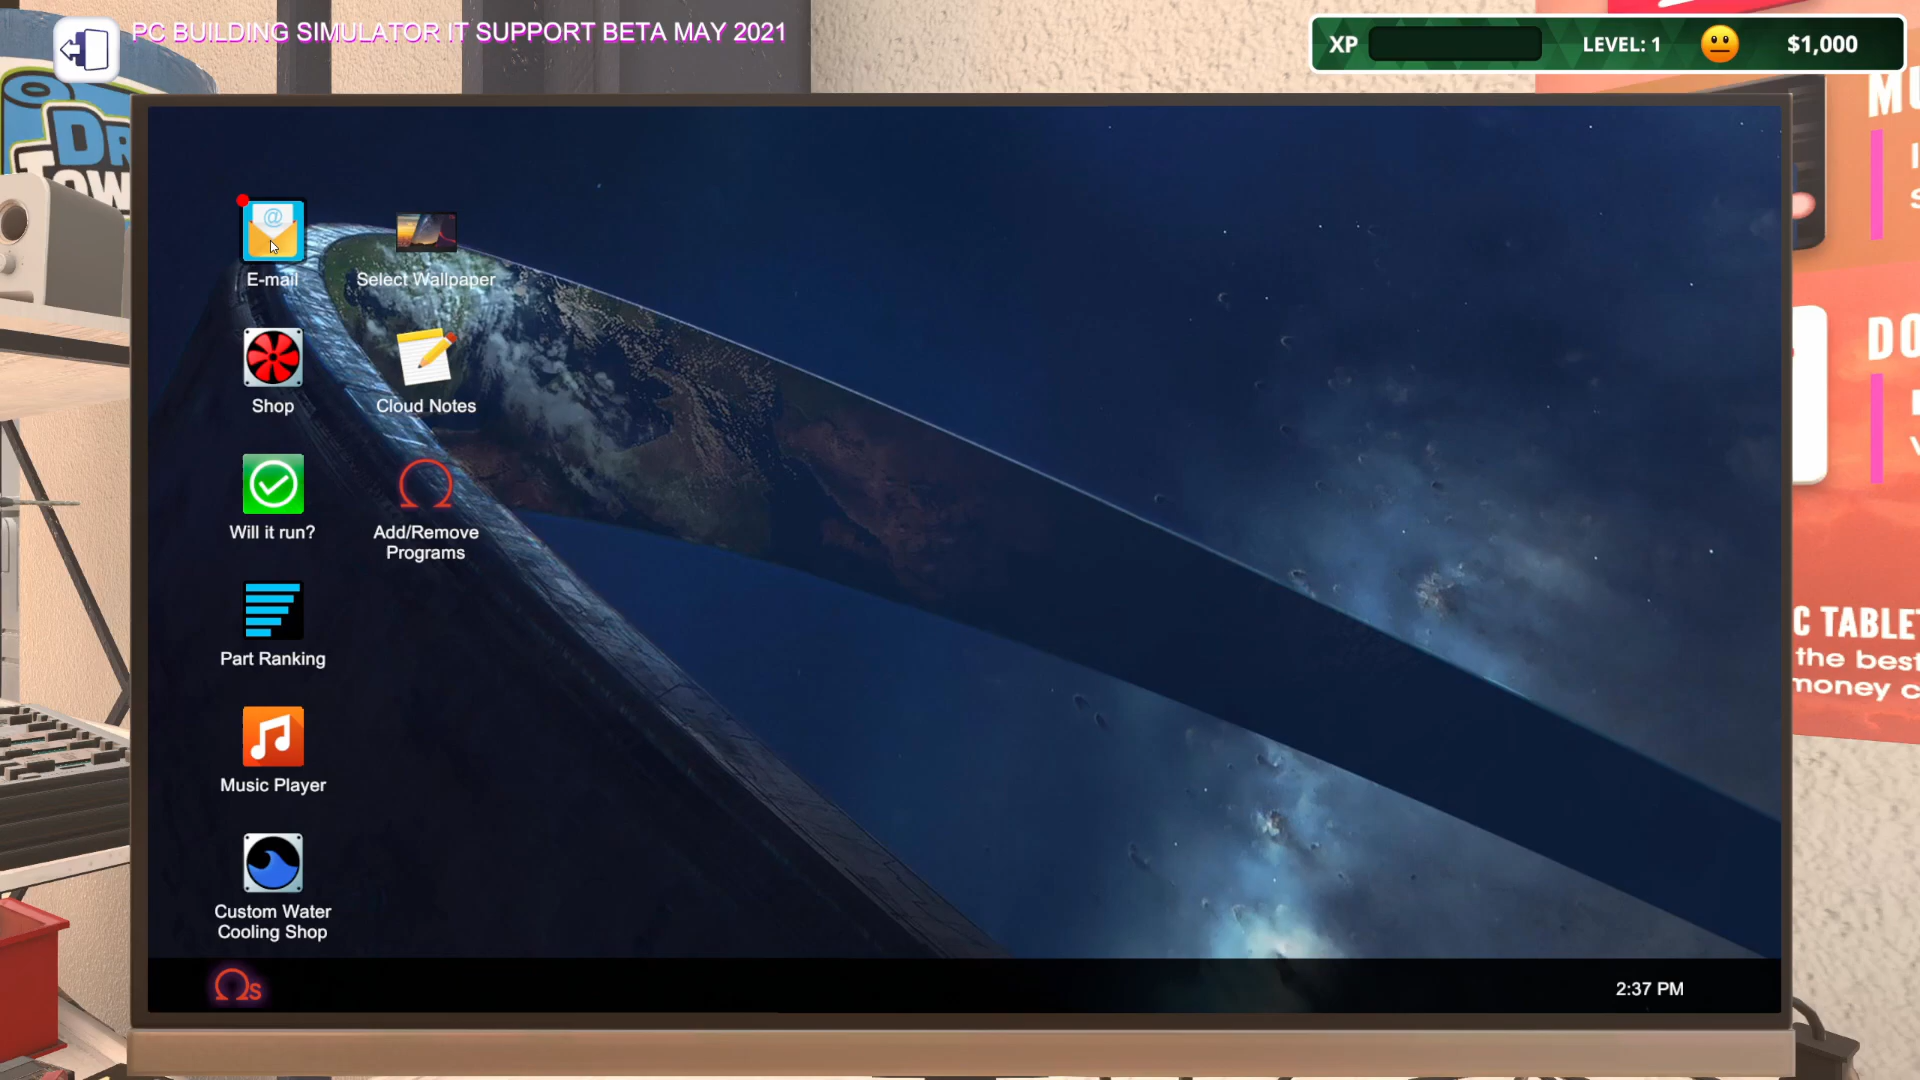 PC BUILDING SIMULATOR IT SUPPORT BETA MAY 2021
XP
LEVEL: 1
$1,000
E-mail
Select Wallpaper
Shop
Cloud Notes
Will it run?
Add/Remove
Programs
Part Ranking
Music Player
Custom Water
Cooling Shop
Ωs
2:37 PM
the best
money